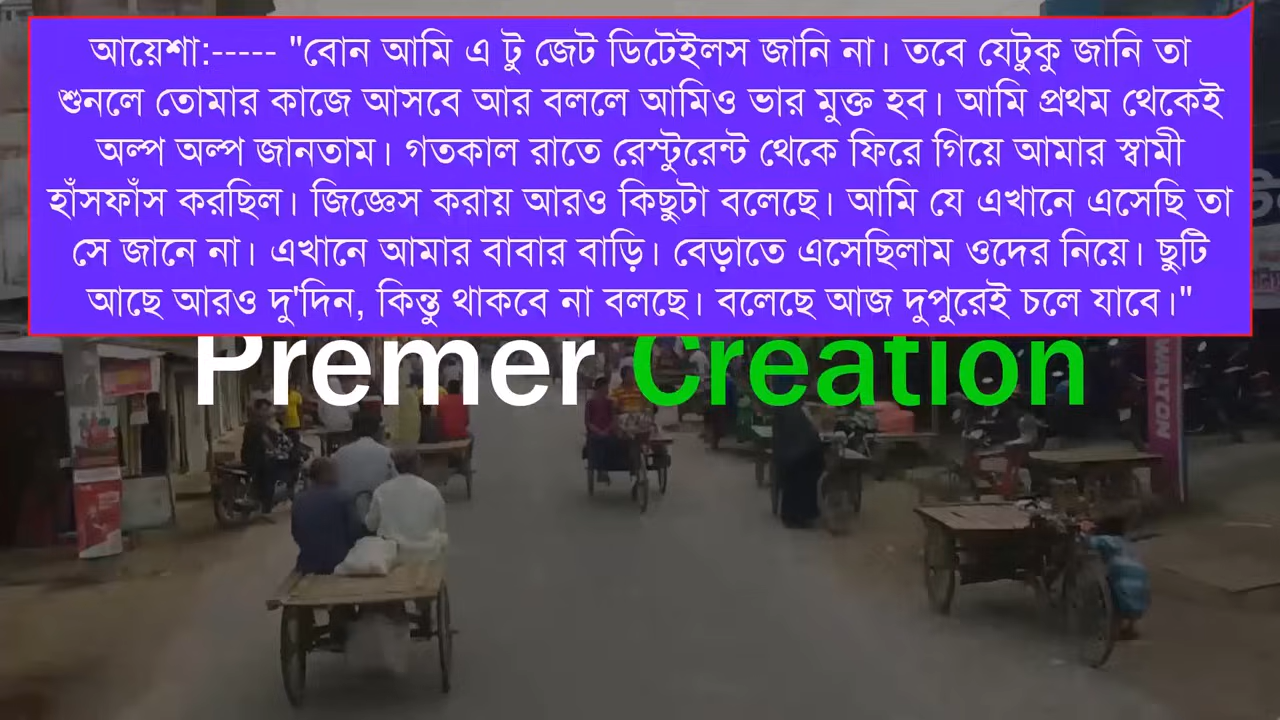 আয়েশা:----- "বোন আমি এ টু জেট ডিটেইলস জানি না। তবে যেটুকু জানি তা
শুনলে তোমার কাজে আসবে আর বললে আমিও ভার মুক্ত হব। আমি প্রথম থেকেই
অল্প অল্প জানতাম। গতকাল রাতে রেস্টুরেন্ট থেকে ফিরে গিয়ে আমার স্বামী
হাঁসফাঁস করছিল। জিজ্ঞেস করায় আরও কিছুটা বলেছে। আমি যে এখানে এসেছি তা
সে জানে না। এখানে আমার বাবার বাড়ি। বেড়াতে এসেছিলাম ওদের নিয়ে। ছুটি
আছে আরও দু'দিন, কিন্তু থাকবে না বলছে। বলেছে আজ দুপুরেই চলে যাবে।"
Premer Creation
WALTON